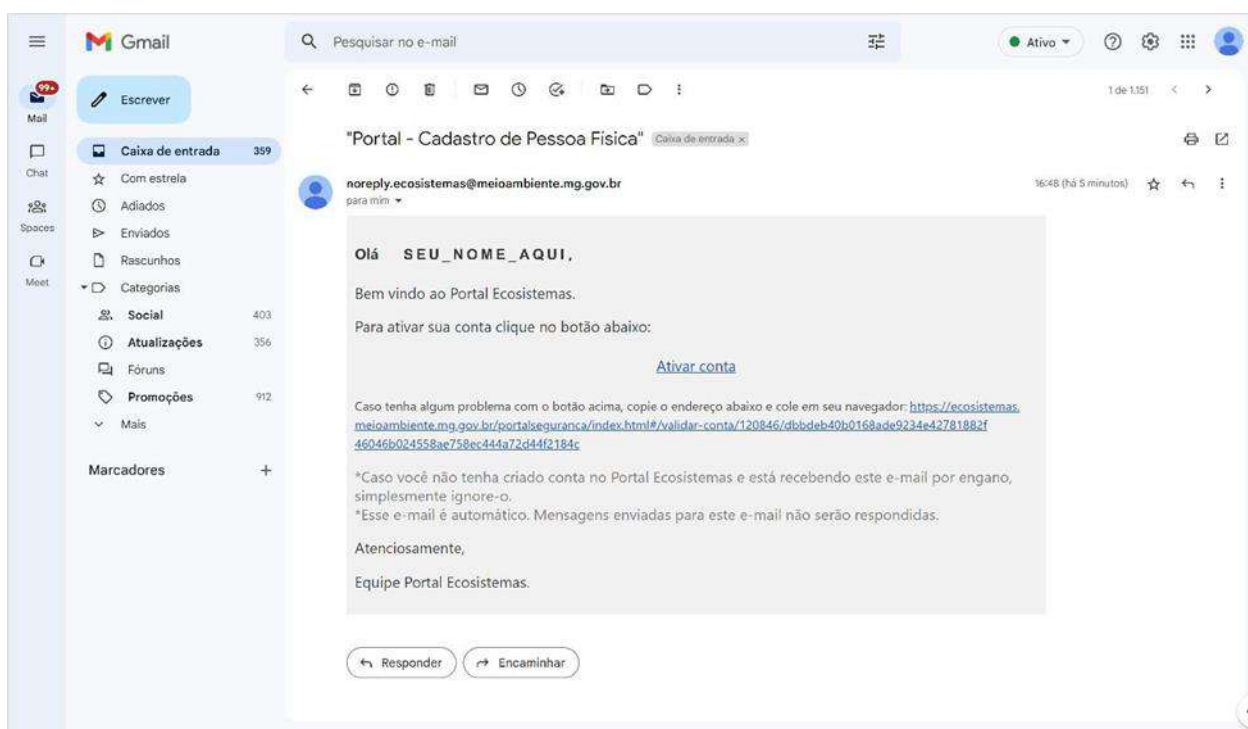 Gmail
Pesquisar no e-mail
Ativo
99+
Mail
Chat
Spaces
Meet
Escrever
Caixa de entrada 359
Com estrela
Adiados
Enviados
Rascunhos
Categorias
Social 403
Atualizações 356
Fóruns
Promoções 912
Mais
Marcadores +
1 de 1.151
"Portal - Cadastro de Pessoa Física" Caixa de entrada x
noreply.ecosistemas@meioambiente.mg.gov.br 16:48 (há 5 minutos)
para mim
Olá SEU_NOME_AQUI,
Bem vindo ao Portal Ecosistemas.
Para ativar sua conta clique no botão abaixo:
Ativar conta
Caso tenha algum problema com o botão acima, copie o endereço abaixo e cole em seu navegador: https://ecosistemas.
meioambiente.mg.gov.br/portalseguranca/index.html#/validar-conta/120846/dbbdeb40b0168ade9234e42781882f
46046b024558ae758ec444a72d44f2184c
*Caso você não tenha criado conta no Portal Ecosistemas e está recebendo este e-mail por engano,
simplesmente ignore-o.
*Esse e-mail é automático. Mensagens enviadas para este e-mail não serão respondidas.
Atenciosamente,
Equipe Portal Ecosistemas.
Responder
Encaminhar